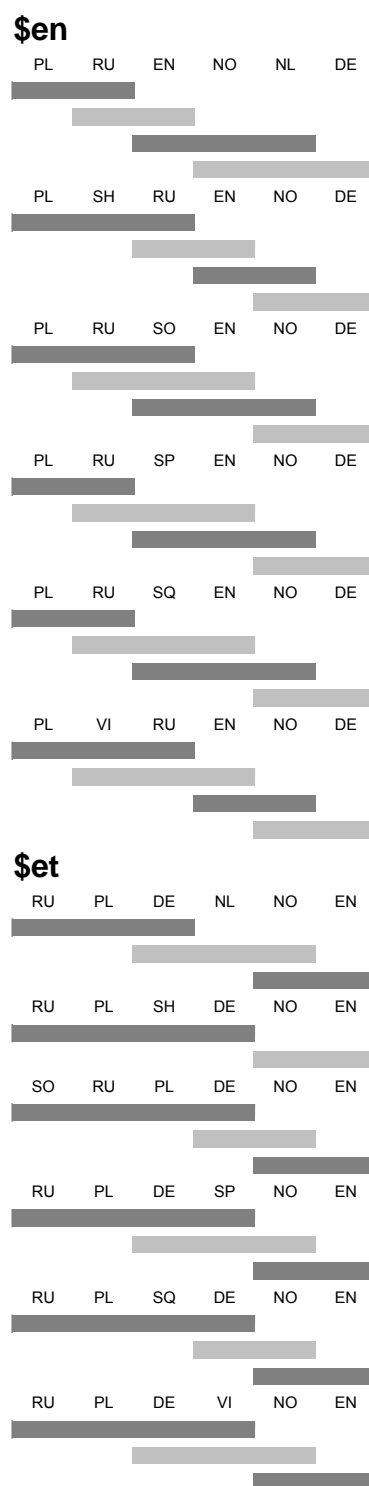 $en
PL RU EN NO NL DE
PL SH RU EN NO DE
PL RU SO EN NO DE
PL RU SP EN NO DE
PL RU SQ EN NO DE
PL VI RU EN NO DE
$et
RU PL DE NL NO EN
RU PL SH DE NO EN
SO RU PL DE NO EN
RU PL DE SP NO EN
RU PL SQ DE NO EN
RU PL DE VI NO EN